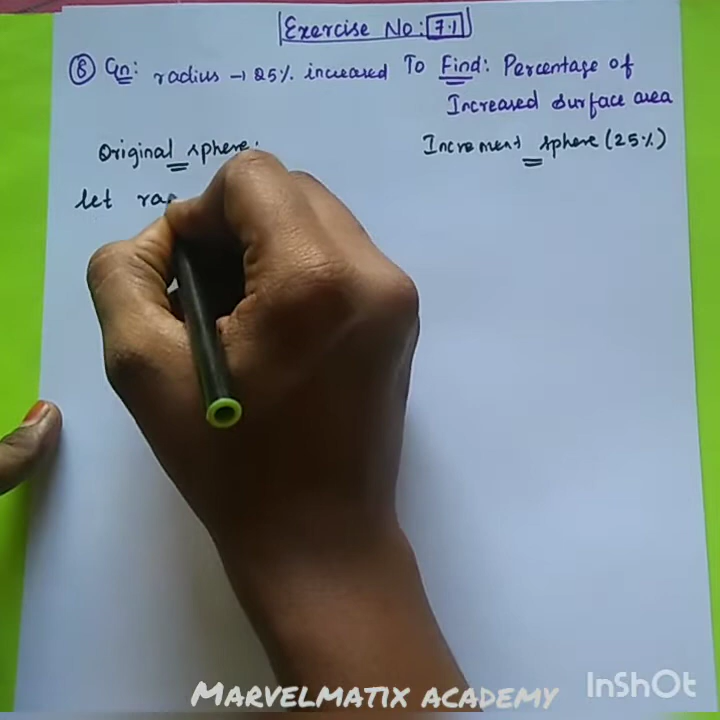 Exercise No: 7.1
⑧ Gn: radius → 25% increased To Find: Percentage of
Increased surface area
Original sphere:
Increment sphere (25%)
let ra
MARVELMATIX ACADEMY
InShOt